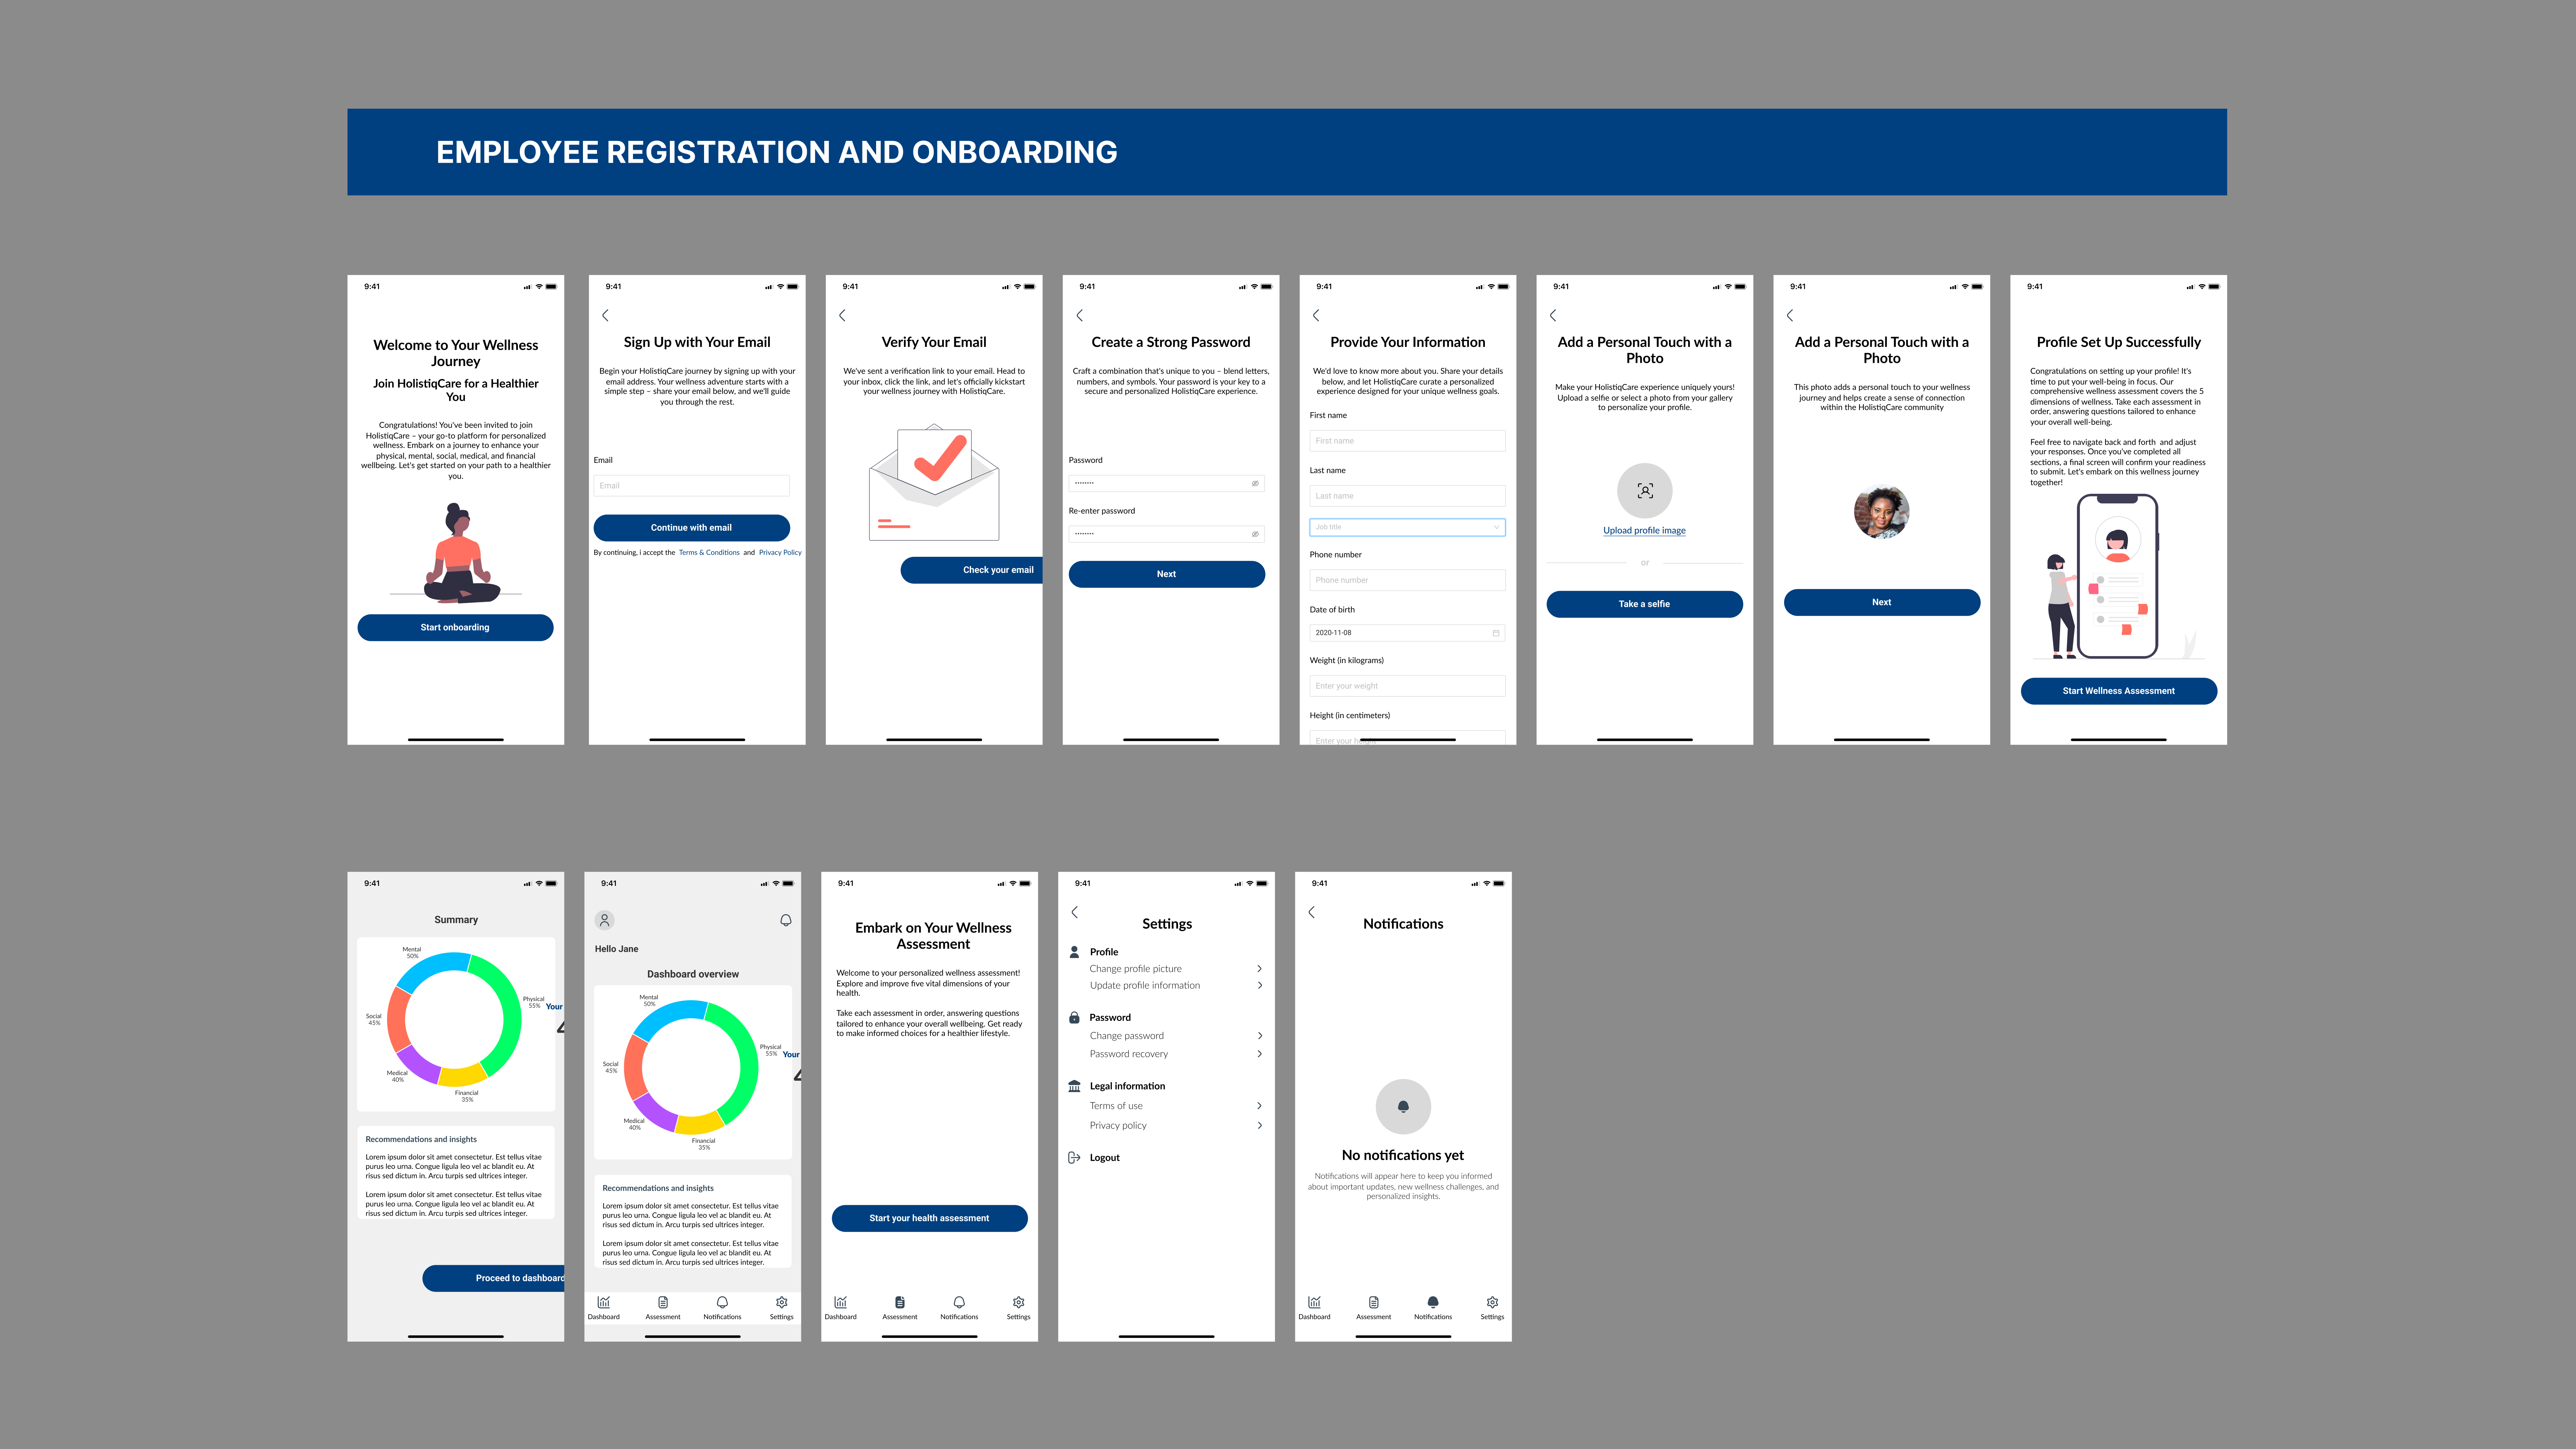 EMPLOYEE REGISTRATION AND ONBOARDING
9:41
Welcome to Your Wellness
Journey
Join HolistiqCare for a Healthier
You
Congratulations! You've been invited to join
HolistiqCare – your go-to platform for personalized
wellness. Embark on a journey to enhance your
physical, mental, social, medical, and financial
wellbeing. Let's get started on your path to a healthier
you.
Start onboarding
9:41
Sign Up with Your Email
Begin your HolistiqCare journey by signing up with your
email address. Your wellness adventure starts with a
simple step – share your email below, and we'll guide
you through the rest.
Email
Email
Continue with email
By continuing, i accept the Terms & Conditions and Privacy Policy
9:41
Verify Your Email
We've sent a verification link to your email. Head to
your inbox, click the link, and let's officially kickstart
your wellness journey with HolistiqCare.
Check your email
9:41
Create a Strong Password
Craft a combination that's unique to you – blend letters,
numbers, and symbols. Your password is your key to a
secure and personalized HolistiqCare experience.
Password
••••••••
Re-enter password
••••••••
Next
9:41
Provide Your Information
We'd love to know more about you. Share your details
below, and let HolistiqCare curate a personalized
experience designed for your unique wellness goals.
First name
First name
Last name
Last name
Job title
Phone number
Phone number
Date of birth
2020-11-08
Weight (in kilograms)
Enter your weight
Height (in centimeters)
Enter your height
9:41
Add a Personal Touch with a
Photo
Make your HolistiqCare experience uniquely yours!
Upload a selfie or select a photo from your gallery
to personalize your profile.
Upload profile image
or
Take a selfie
9:41
Add a Personal Touch with a
Photo
This photo adds a personal touch to your wellness
journey and helps create a sense of connection
within the HolistiqCare community
Next
9:41
Profile Set Up Successfully
Congratulations on setting up your profile! It's
time to put your well-being in focus. Our
comprehensive wellness assessment covers the 5
dimensions of wellness. Take each assessment in
order, answering questions tailored to enhance
your overall well-being.
Feel free to navigate back and forth and adjust
your responses. Once you've completed all
sections, a final screen will confirm your readiness
to submit. Let's embark on this wellness journey
together!
Start Wellness Assessment
9:41
Summary
Mental
50%
Physical
55%
Your
4
Social
45%
Medical
40%
Financial
35%
Recommendations and insights
Lorem ipsum dolor sit amet consectetur. Est tellus vitae
purus leo urna. Congue ligula leo vel ac blandit eu. At
risus sed dictum in. Arcu turpis sed ultrices integer.
Lorem ipsum dolor sit amet consectetur. Est tellus vitae
purus leo urna. Congue ligula leo vel ac blandit eu. At
risus sed dictum in. Arcu turpis sed ultrices integer.
Proceed to dashboard
9:41
Hello Jane
Dashboard overview
Mental
50%
Physical
55%
Your
4
Social
45%
Medical
40%
Financial
35%
Recommendations and insights
Lorem ipsum dolor sit amet consectetur. Est tellus vitae
purus leo urna. Congue ligula leo vel ac blandit eu. At
risus sed dictum in. Arcu turpis sed ultrices integer.
Lorem ipsum dolor sit amet consectetur. Est tellus vitae
purus leo urna. Congue ligula leo vel ac blandit eu. At
risus sed dictum in. Arcu turpis sed ultrices integer.
Dashboard Assessment Notifications Settings
9:41
Embark on Your Wellness
Assessment
Welcome to your personalized wellness assessment!
Explore and improve five vital dimensions of your
health.
Take each assessment in order, answering questions
tailored to enhance your overall wellbeing. Get ready
to make informed choices for a healthier lifestyle.
Start your health assessment
Dashboard Assessment Notifications Settings
9:41
Settings
Profile
Change profile picture
Update profile information
Password
Change password
Password recovery
Legal information
Terms of use
Privacy policy
Logout
9:41
Notifications
No notifications yet
Notifications will appear here to keep you informed
about important updates, new wellness challenges, and
personalized insights.
Dashboard Assessment Notifications Settings